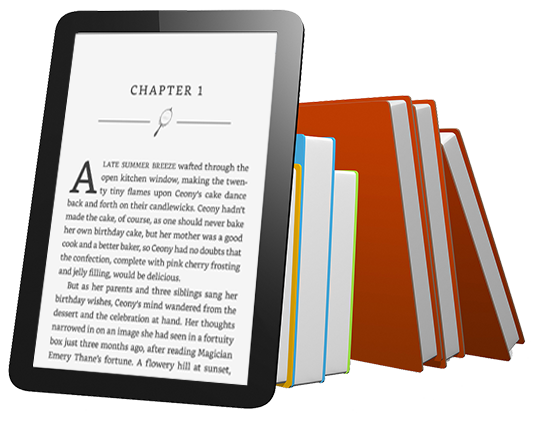 CHAPTER 1
A LATE SUMMER BREEZE wafted through the
open kitchen window, making the twen-
ty tiny flames upon Ceony's cake dance
back and forth on their candlewicks. Ceony hadn't
made the cake, of course, as one should never bake
her own birthday cake, but her mother was a good
cook and a better baker, so Ceony had no doubts that
the confection, complete with pink cherry frosting
and jelly filling, would be delicious.
But as her parents and three siblings sang her
birthday wishes, Ceony's mind wandered from the
dessert and the celebration at hand. Her thoughts
narrowed in on an image she had seen in a fortuity
box just three months ago, after reading Magician
Emery Thane's fortune. A flowery hill at sunset,